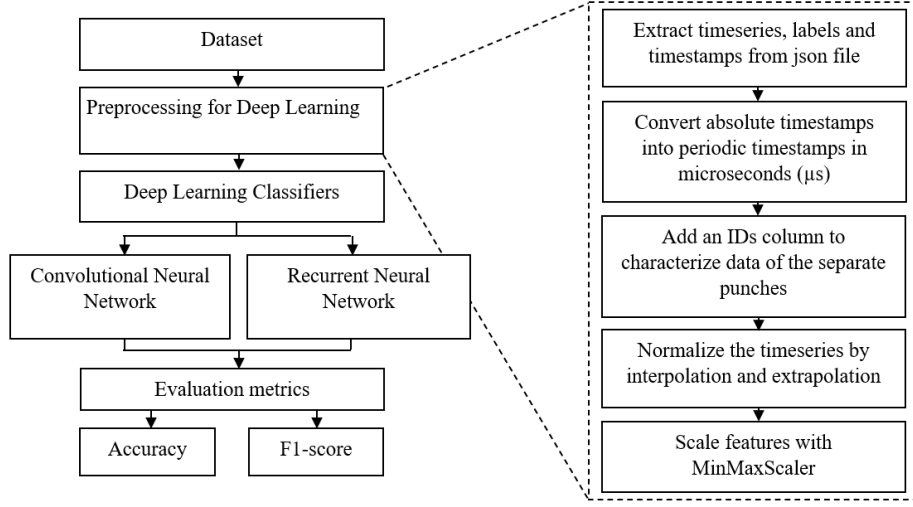 Dataset
Preprocessing for Deep Learning
Deep Learning Classifiers
Convolutional Neural
Network
Recurrent Neural
Network
Evaluation metrics
Accuracy
F1-score
Extract timeseries, labels and
timestamps from json file
Convert absolute timestamps
into periodic timestamps in
microseconds (µs)
Add an IDs column to
characterize data of the separate
punches
Normalize the timeseries by
interpolation and extrapolation
Scale features with
MinMaxScaler